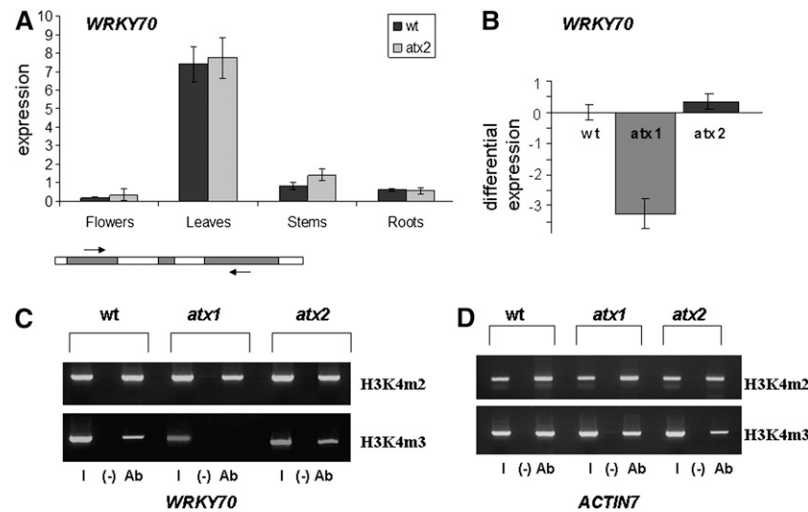 A
WRKY70
wt
atx2
expression
10
9
8
7
6
5
4
3
2
1
0
Flowers
Leaves
Stems
Roots
B
WRKY70
differential expression
1
0
-1
-2
-3
wt
atx1
atx2
C
wt
atx1
atx2
H3K4m2
H3K4m3
I (-) Ab I (-) Ab I (-) Ab
WRKY70
D
wt
atx1
atx2
H3K4m2
H3K4m3
I (-) Ab I (-) Ab I (-) Ab
ACTIN7